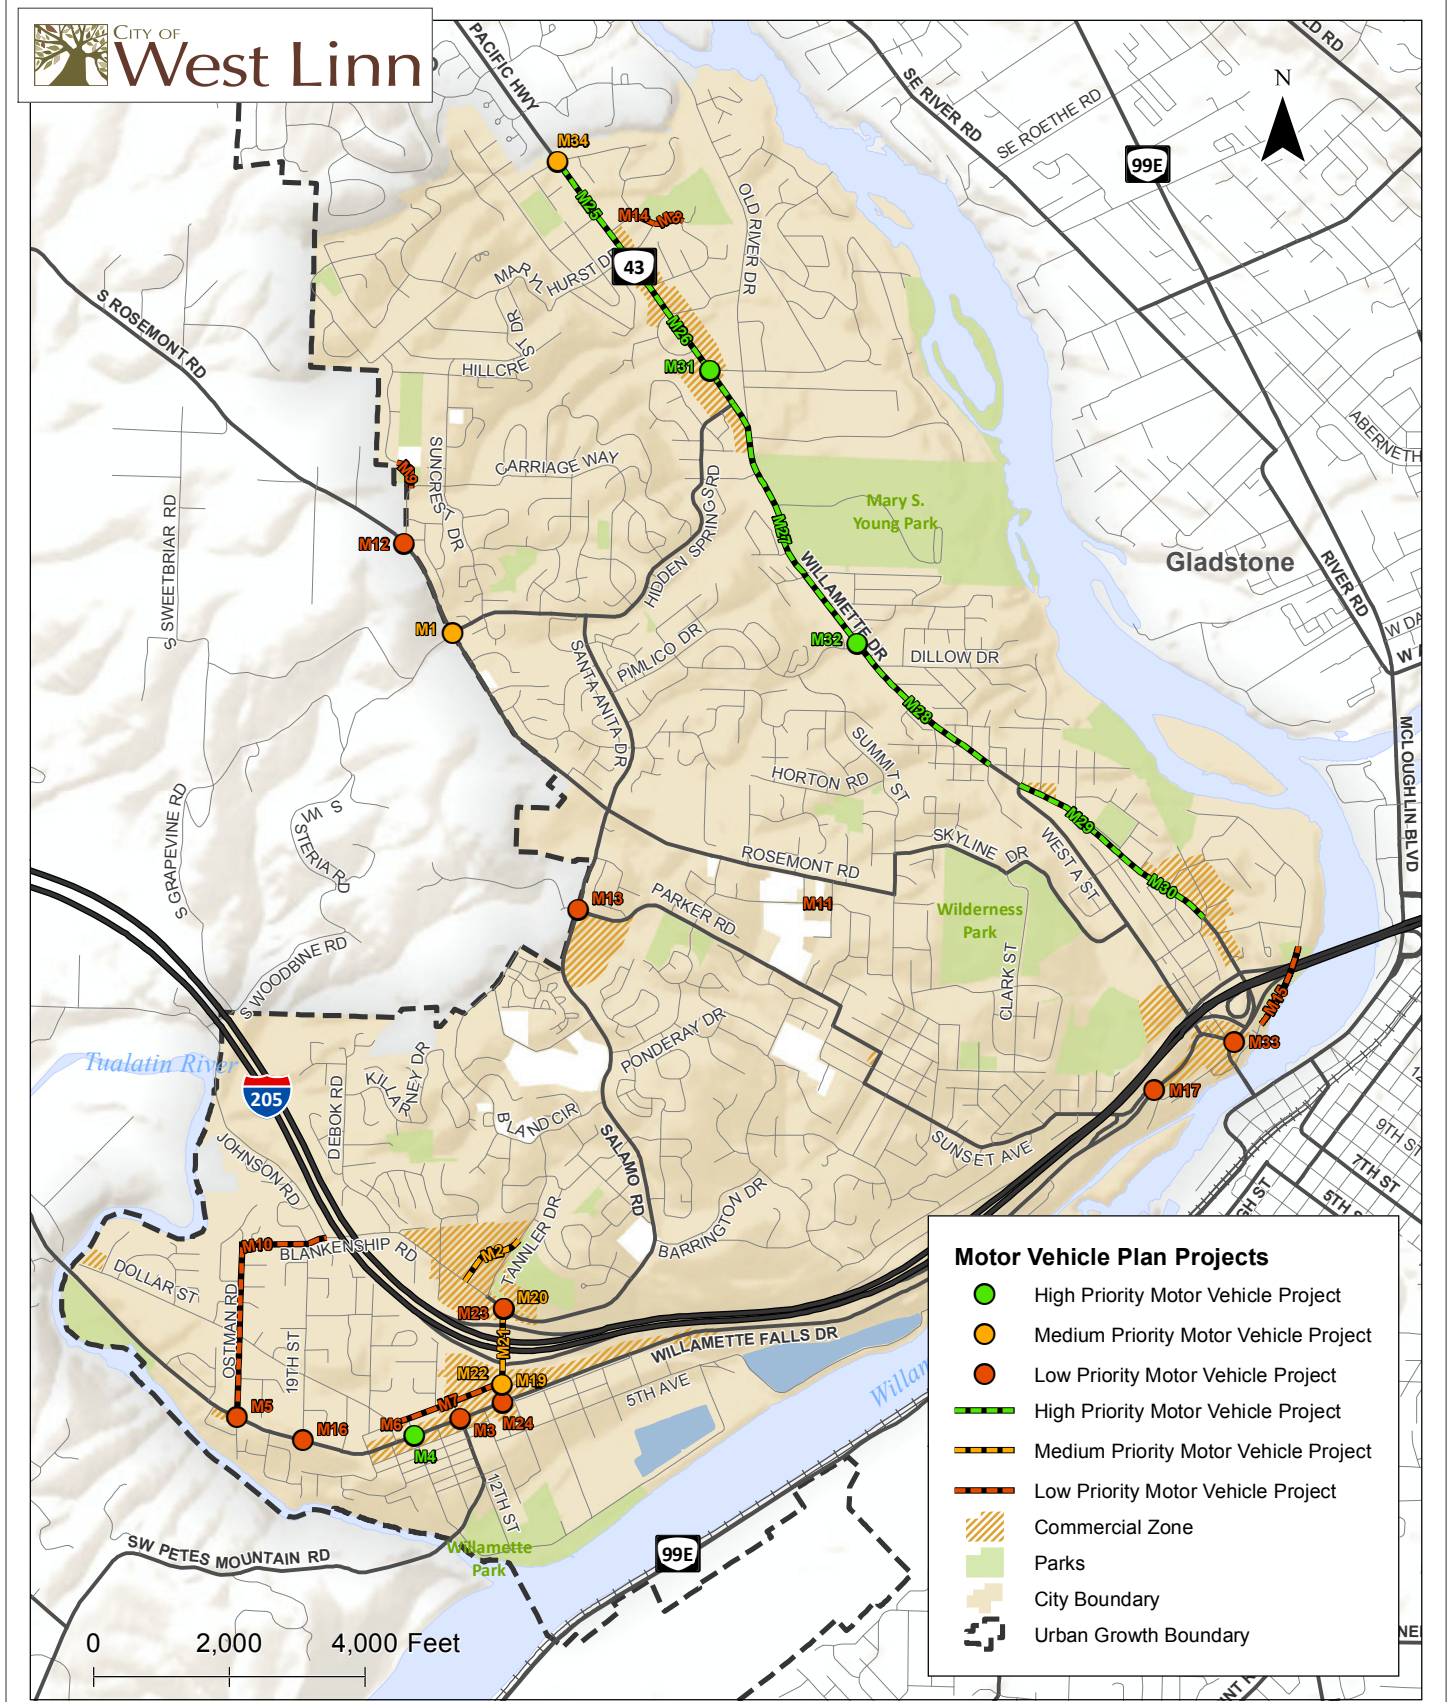 CITY OF
West Linn
PACIFIC HWY
SE RIVER RD
SE ROETHE RD
LD RD
N
99E
M34
M25
M14
M8
OLD RIVER DR
43
MARYLHURST DR
S ROSEMONT RD
HILLCREST DR
M26
M31
ABERNETH
SUNCREST DR
CARRIAGE WAY
M9
HIDDEN SPRINGS RD
Mary S.
Young Park
M27
S SWEETBRIAR RD
M12
Gladstone
RIVER RD
WILLAMETTE DR
M1
M32
W DA
W A
SANTA ANITA DR
PIMLICO DR
DILLOW DR
M28
MCLOUGHLIN BLVD
SUMMIT ST
HORTON RD
S GRAPEVINE RD
S WISTERIA RD
M29
WEST A ST
SKYLINE DR
ROSEMONT RD
M30
M13
PARKER RD
M11
Wilderness
Park
S WOODBINE RD
CLARK ST
M15
PONDERAY DR
M33
Tualatin River
KILLARNEY DR
205
DEBOK RD
M17
BLAND CIR
12
9TH ST
7TH ST
5TH S
GH ST
JOHNSON RD
SALAMO RD
SUNSET AVE
BARRINGTON DR
TANNLER DR
M10
BLANKENSHIP RD
M2
DOLLAR ST
OSTMAN RD
M20
M23
M21
19TH ST
WILLAMETTE FALLS DR
M22
M19
5TH AVE
Willam
M7
M5
M6
M3
M24
M16
M4
12TH ST
SW PETES MOUNTAIN RD
Willamette
Park
99E
0 2,000 4,000 Feet
Motor Vehicle Plan Projects
High Priority Motor Vehicle Project
Medium Priority Motor Vehicle Project
Low Priority Motor Vehicle Project
High Priority Motor Vehicle Project
Medium Priority Motor Vehicle Project
Low Priority Motor Vehicle Project
Commercial Zone
Parks
City Boundary
Urban Growth Boundary
NE
INT R